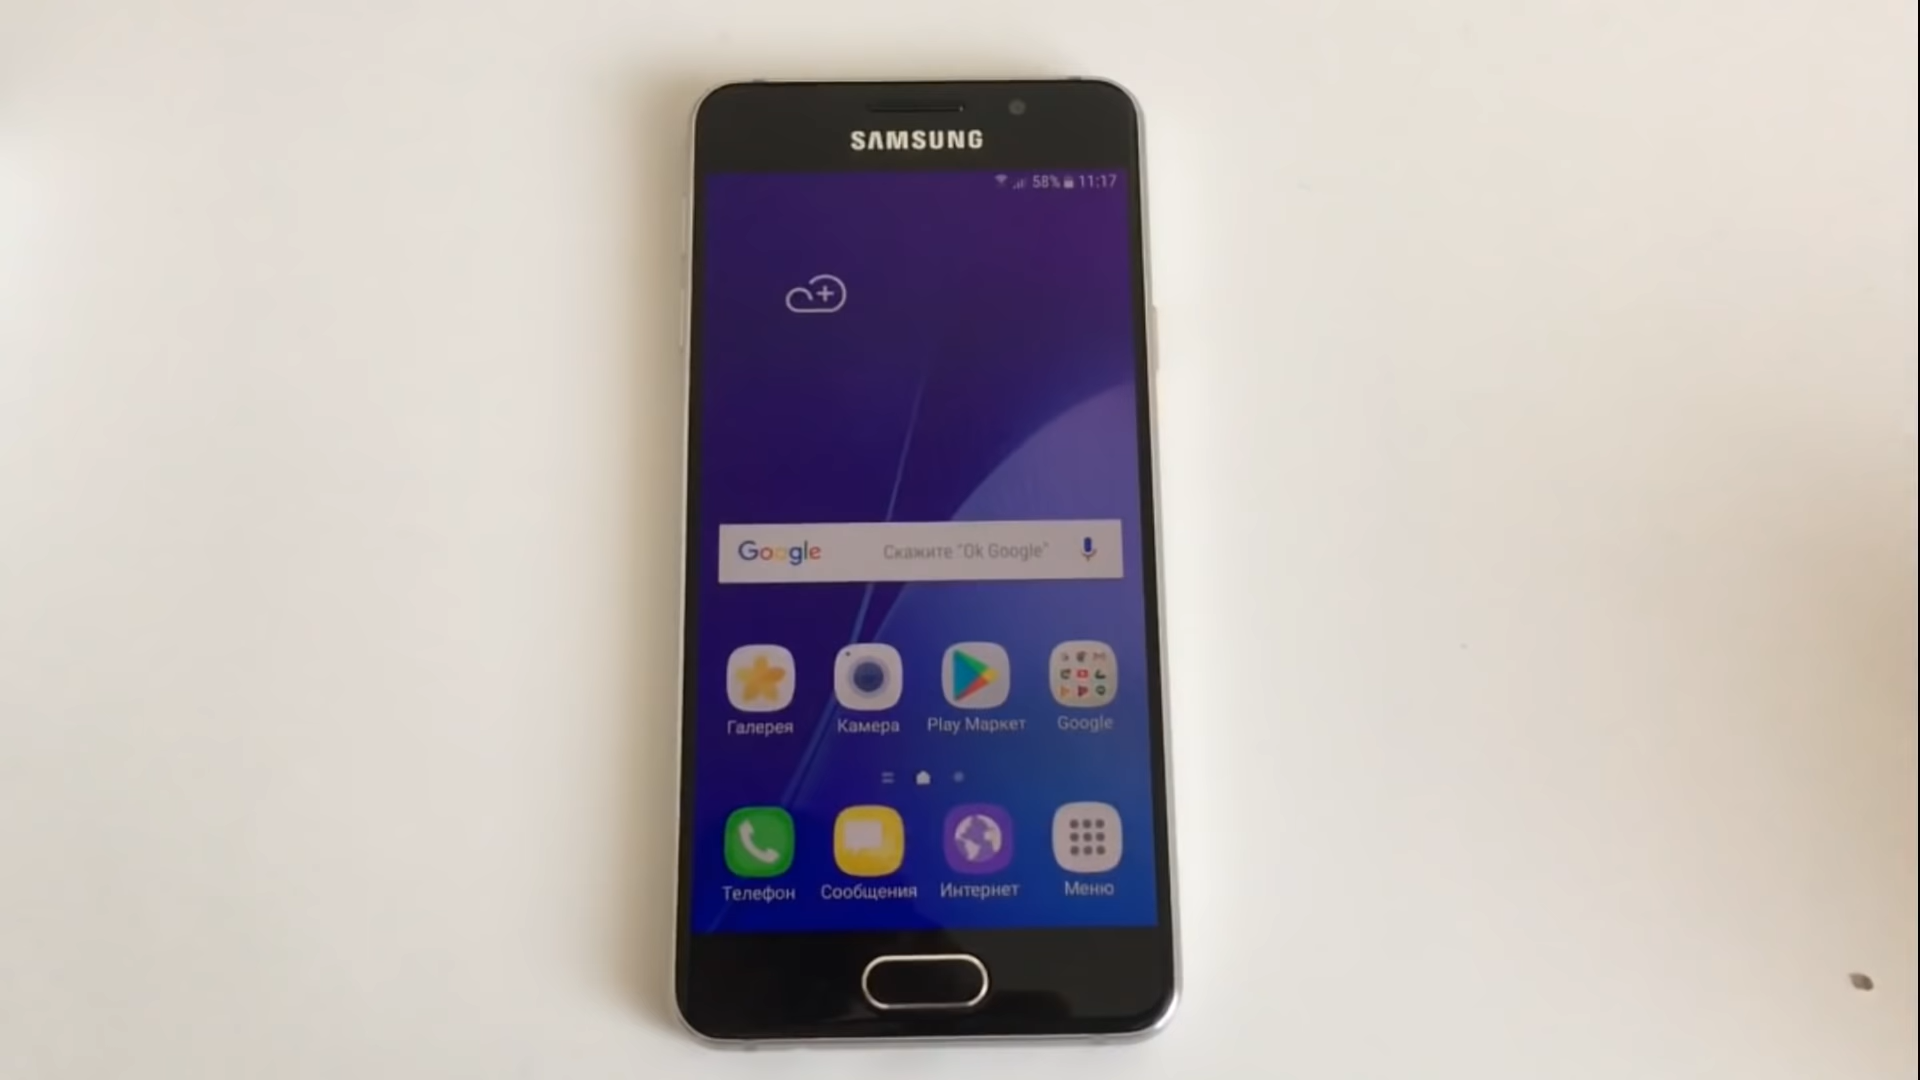 SAMSUNG
58% 11:17
Google Скажите "Ok Google"
Галерея Камера Play Маркет Google
Телефон Сообщения Интернет Меню